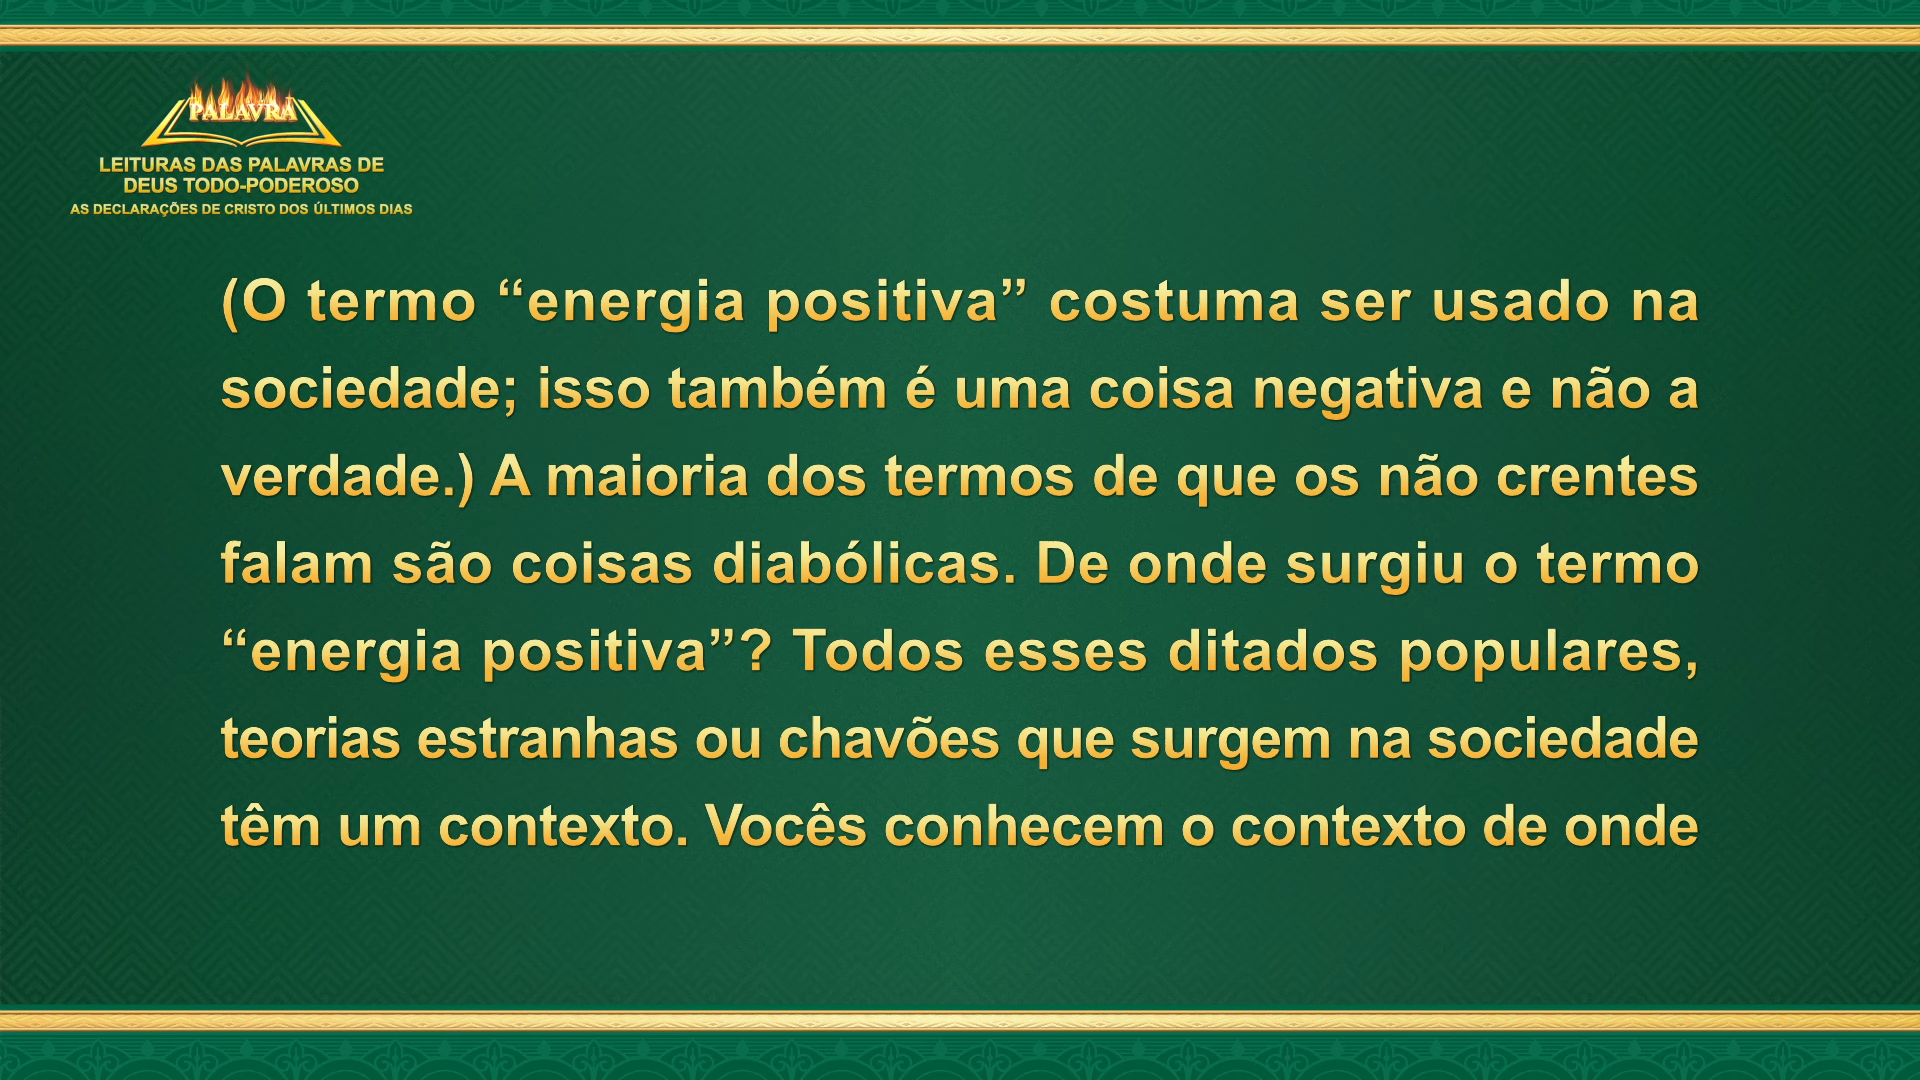 PALAVRA
LEITURAS DAS PALAVRAS DE
DEUS TODO-PODEROSO
AS DECLARAÇÕES DE CRISTO DOS ÚLTIMOS DIAS
(O termo “energia positiva” costuma ser usado na
sociedade; isso também é uma coisa negativa e não a
verdade.) A maioria dos termos de que os não crentes
falam são coisas diabólicas. De onde surgiu o termo
“energia positiva”? Todos esses ditados populares,
teorias estranhas ou chavões que surgem na sociedade
têm um contexto. Vocês conhecem o contexto de onde